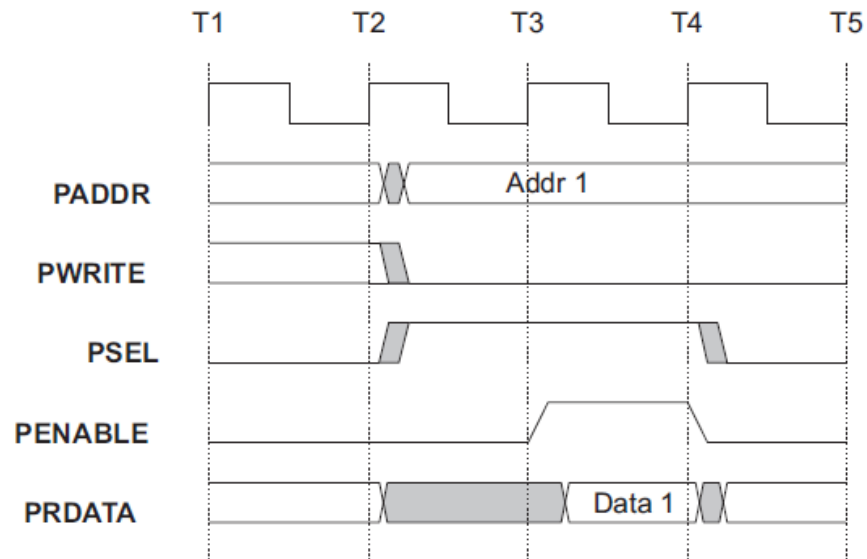 T1 T2 T3 T4 T5
PADDR Addr 1
PWRITE
PSEL
PENABLE
PRDATA Data 1